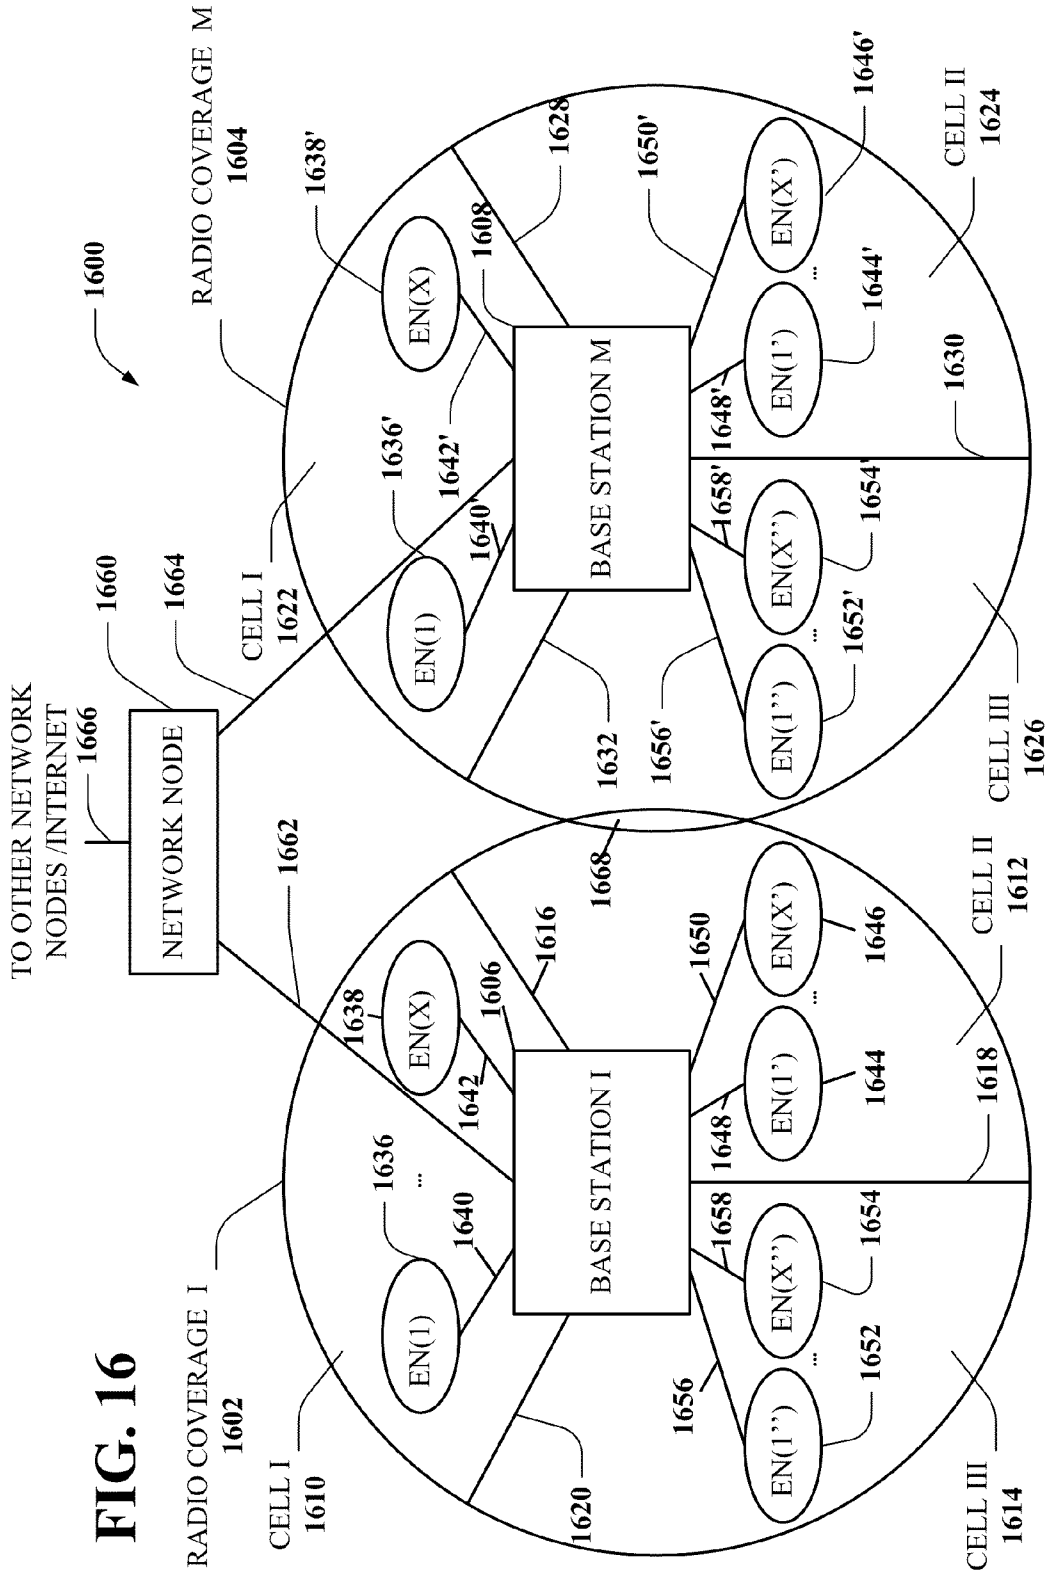 FIG. 16
1600
TO OTHER NETWORK
NODES /INTERNET
1666
NETWORK NODE
1660
1662
1664
RADIO COVERAGE I
1602
CELL I
1610
RADIO COVERAGE M
1604
CELL I
1622
EN(1)
1636
...
1640
EN(X)
1638
1642
1606
1616
1620
BASE STATION I
1656
1658
EN(1'')
1652
...
EN(X'')
1654
1648
1650
EN(1')
1644
...
EN(X')
1646
CELL III
1614
1618
CELL II
1612
1668
EN(1)
1636'
1640'
EN(X)
1638'
1642'
1608
1628
1632
BASE STATION M
1656'
1658'
EN(1'')
1652'
...
EN(X'')
1654'
1648'
1650'
EN(1')
1644'
...
EN(X')
1646'
CELL III
1626
1630
CELL II
1624